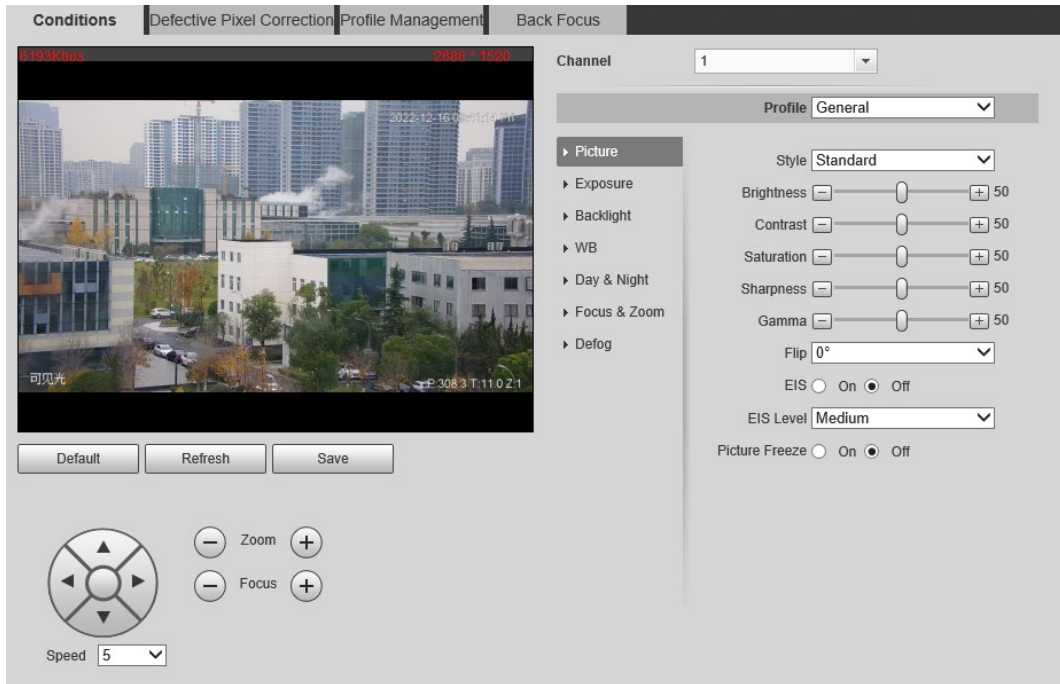 Conditions Defective Pixel Correction Profile Management Back Focus
6193Kbps 2688 * 1520
Channel 1
Profile General
2022-12-16
Picture
Style Standard
Exposure
Brightness 50
Backlight
Contrast 50
WB
Saturation 50
Day & Night
Sharpness 50
Focus & Zoom
Gamma 50
Defog
Flip 0°
可见光
P:308.3 T:11.0 Z:1
EIS On Off
EIS Level Medium
Picture Freeze On Off
Default Refresh Save
Zoom
Focus
Speed 5